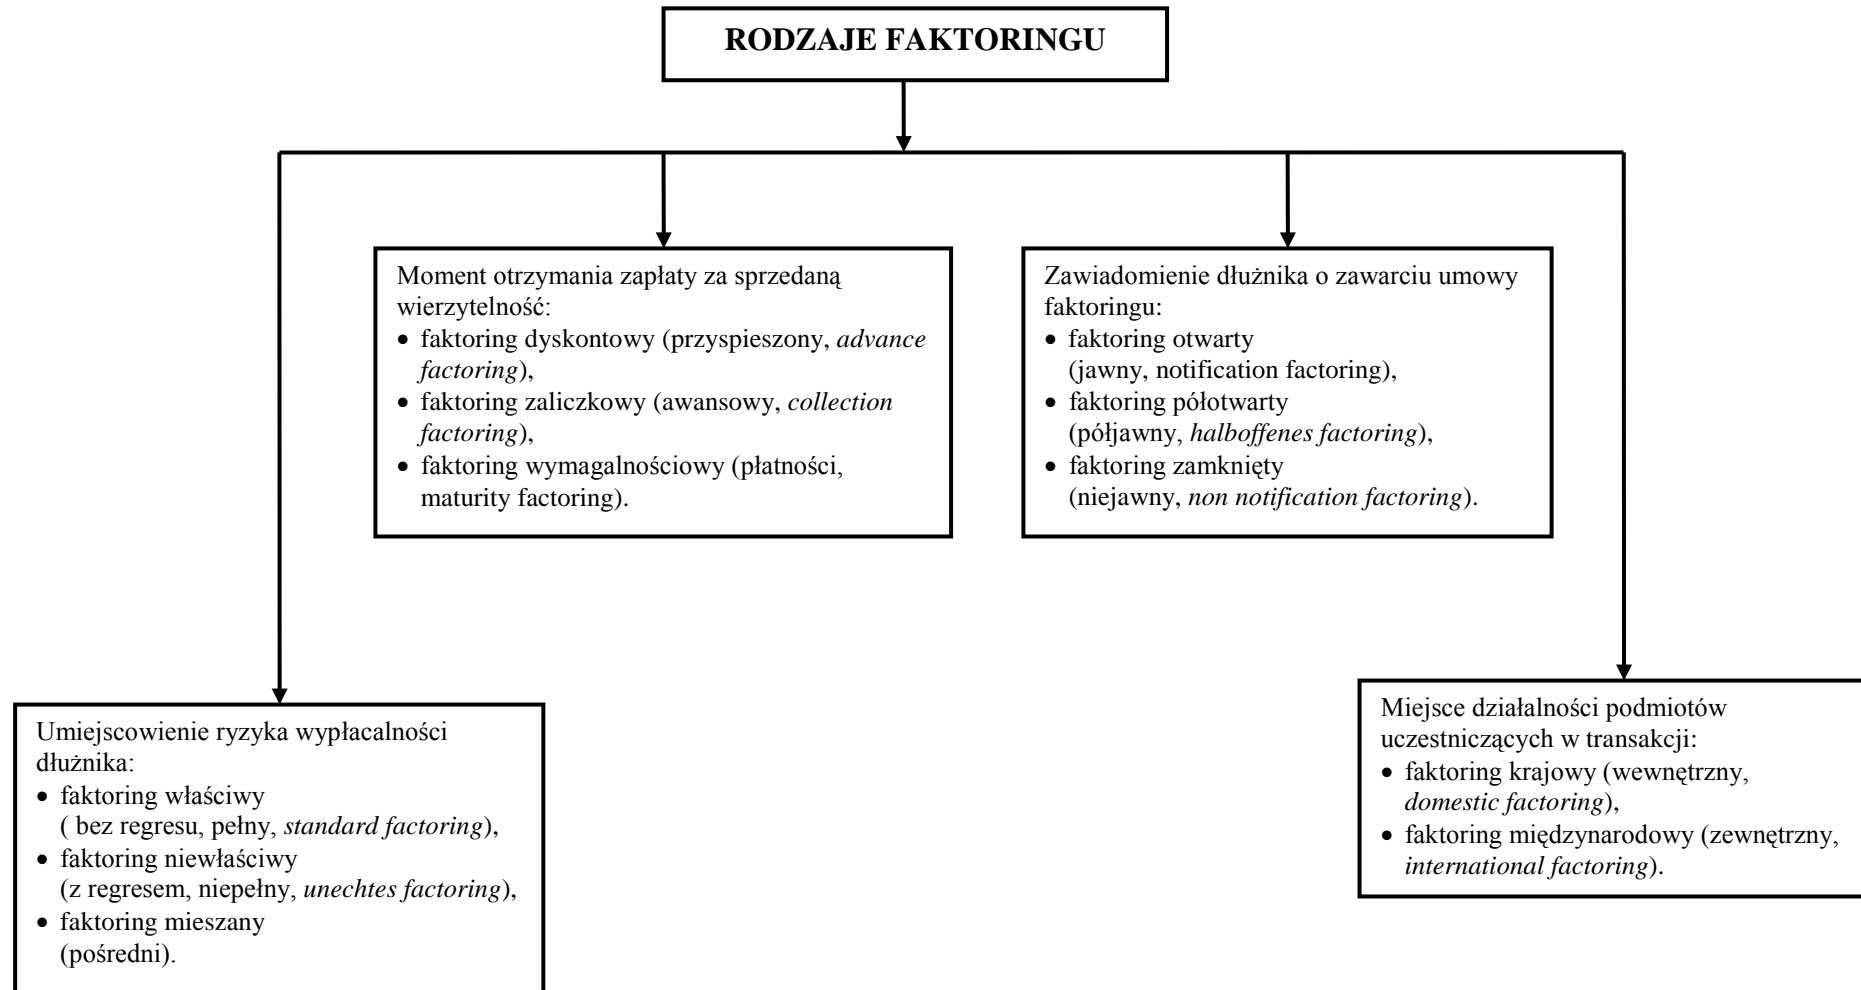 RODZAJE FAKTORINGU
Moment otrzymania zapłaty za sprzedaną
wierzytelność:
• faktoring dyskontowy (przyspieszony, advance
factoring),
• faktoring zaliczkowy (awansowy, collection
factoring),
• faktoring wymagalnościowy (płatności,
maturity factoring).
Zawiadomienie dłużnika o zawarciu umowy
faktoringu:
• faktoring otwarty
(jawny, notification factoring),
• faktoring półotwarty
(półjawny, halboffenes factoring),
• faktoring zamknięty
(niejawny, non notification factoring).
Umiejscowienie ryzyka wypłacalności
dłużnika:
• faktoring właściwy
( bez regresu, pełny, standard factoring),
• faktoring niewłaściwy
(z regresem, niepełny, unechtes factoring),
• faktoring mieszany
(pośredni).
Miejsce działalności podmiotów
uczestniczących w transakcji:
• faktoring krajowy (wewnętrzny,
domestic factoring),
• faktoring międzynarodowy (zewnętrzny,
international factoring).